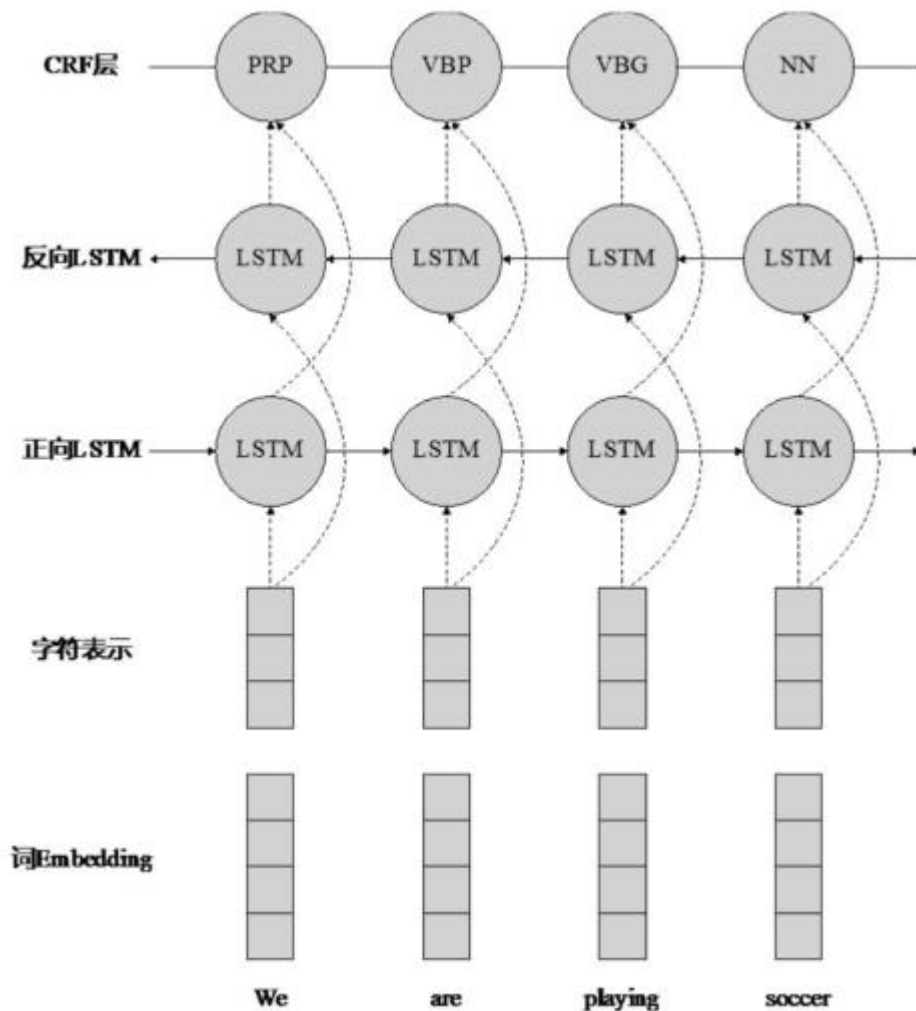 CRF层 PRP VBP VBG NN
反向LSTM LSTM LSTM LSTM LSTM
正向LSTM LSTM LSTM LSTM LSTM
字符表示
词Embedding
We are playing soccer